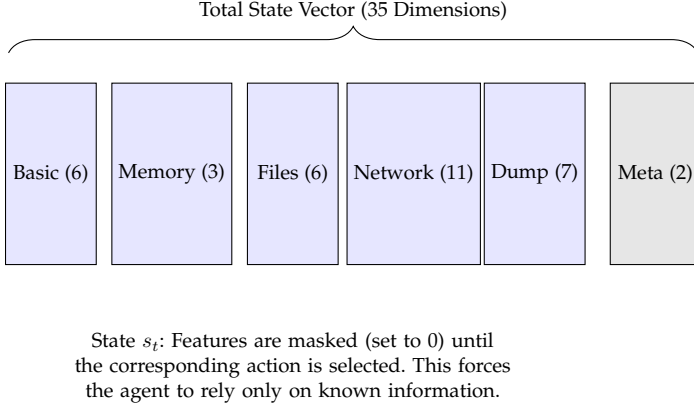 Total State Vector (35 Dimensions)
Basic (6) Memory (3) Files (6) Network (11) Dump (7) Meta (2)
State s_t: Features are masked (set to 0) until
the corresponding action is selected. This forces
the agent to rely only on known information.